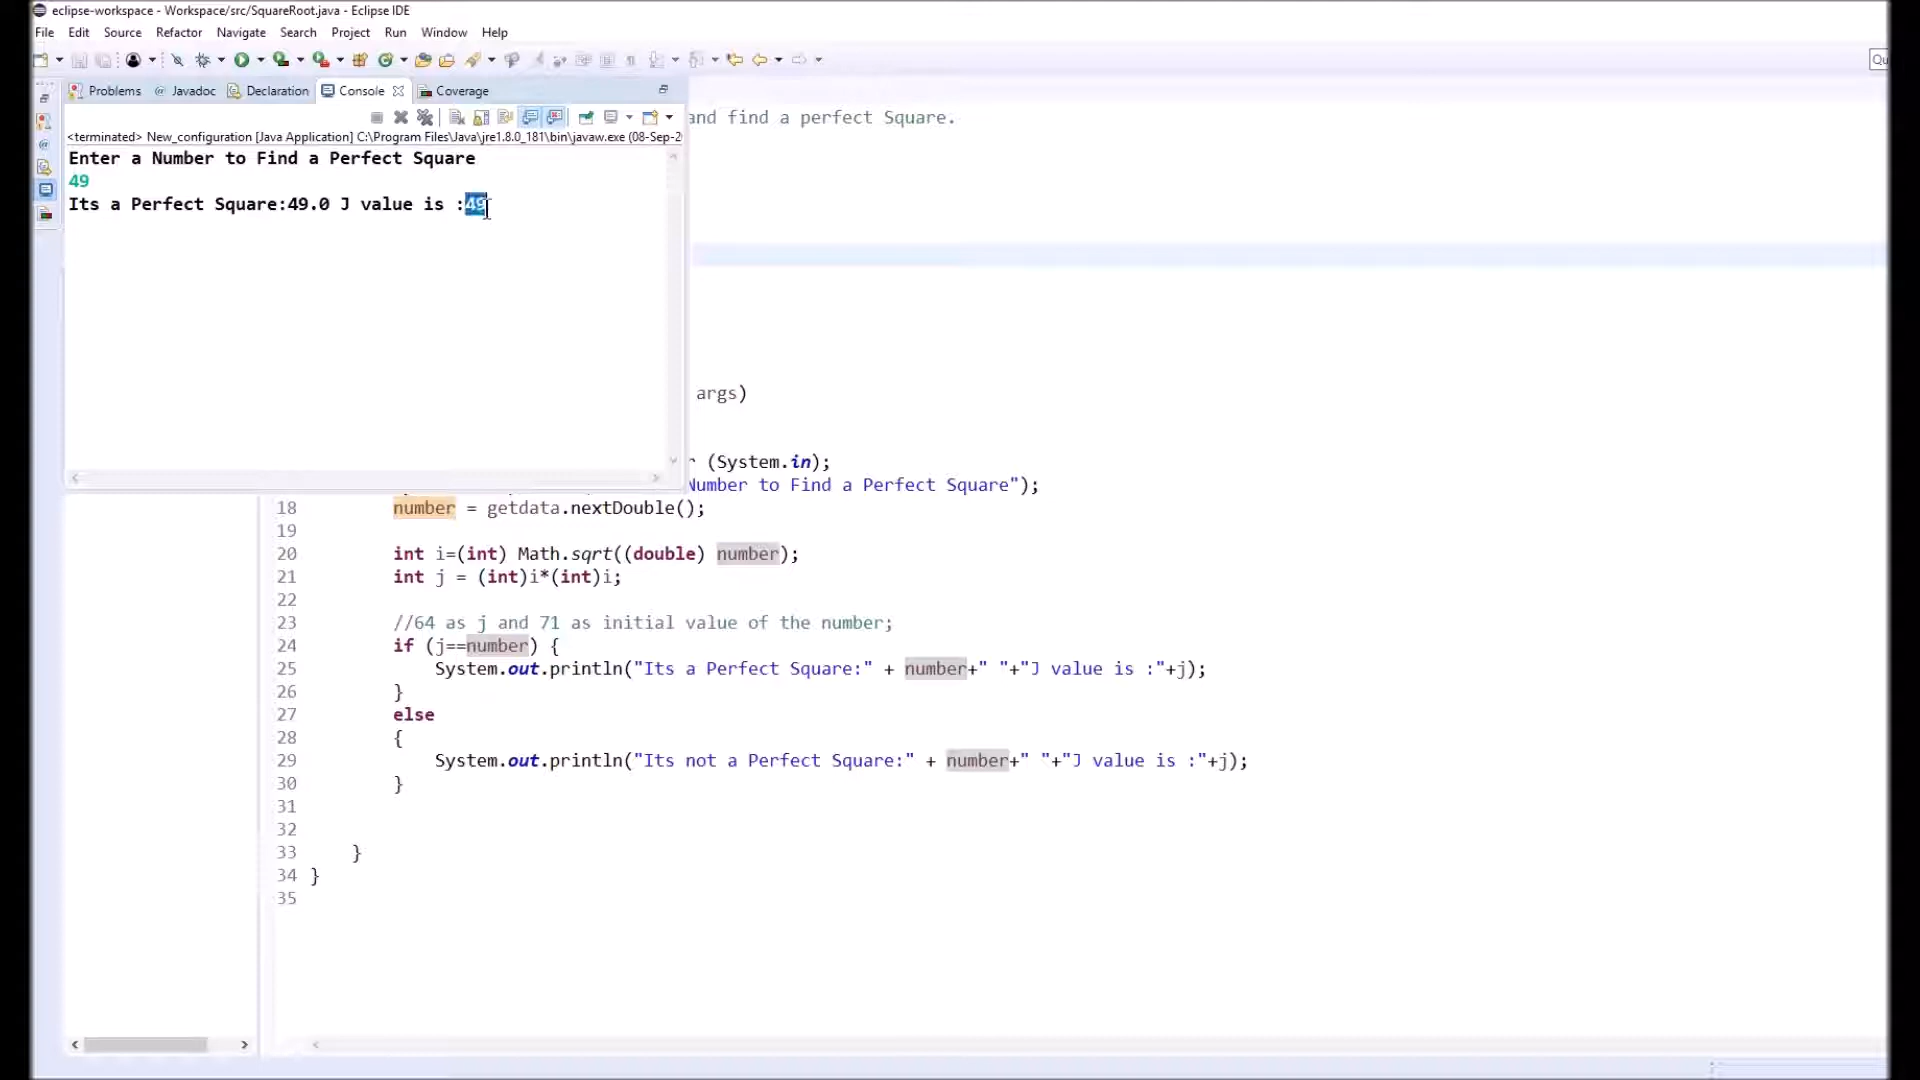 eclipse-workspace - Workspace/src/SquareRoot.java - Eclipse IDE
File Edit Source Refactor Navigate Search Project Run Window Help
Qu
Problems @ Javadoc Declaration Console Coverage
<terminated> New_configuration [Java Application] C:\Program Files\Java\jre1.8.0_181\bin\javaw.exe (08-Sep-2
Enter a Number to Find a Perfect Square
49
Its a Perfect Square:49.0 J value is :49
and find a perfect Square.
args)
(System.in);
Number to Find a Perfect Square");
18 number = getdata.nextDouble();
19
20 int i=(int) Math.sqrt((double) number);
21 int j = (int)i*(int)i;
22
23 //64 as j and 71 as initial value of the number;
24 if (j==number) {
25 System.out.println("Its a Perfect Square:" + number+" "+"J value is :"+j);
26 }
27 else
28 {
29 System.out.println("Its not a Perfect Square:" + number+" "+"J value is :"+j);
30 }
31
32
33 }
34 }
35